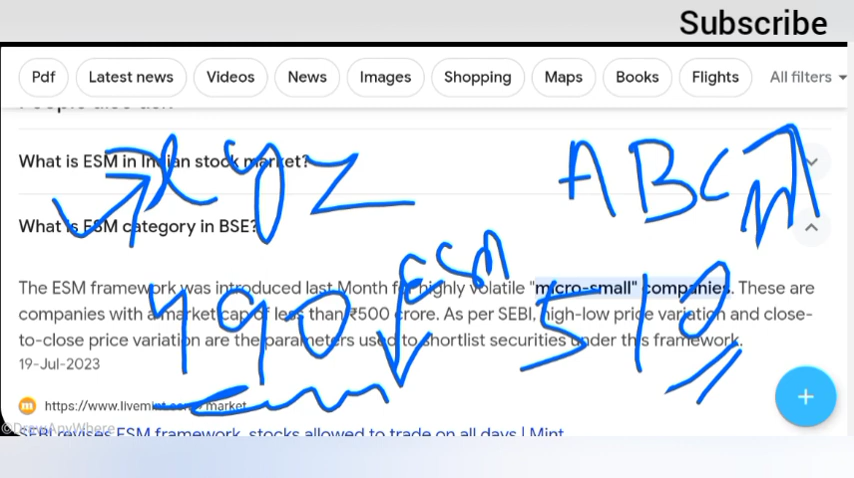 Subscribe
Pdf Latest news Videos News Images Shopping Maps Books Flights All filters
People also ask
What is ESM in Indian stock market?
xyz ABC
What is ESM category in BSE?
ESM
The ESM framework was introduced last Month for highly volatile "micro-small" companies. These are
companies with a market cap of less than ₹500 crore. As per SEBI, high-low price variation and close-
to-close price variation are the parameters used to shortlist securities under this framework.
490 510
19-Jul-2023
m https://www.livemint.com › market
SEBI revises ESM framework, stocks allowed to trade on all days | Mint
©DrawAnyWhere